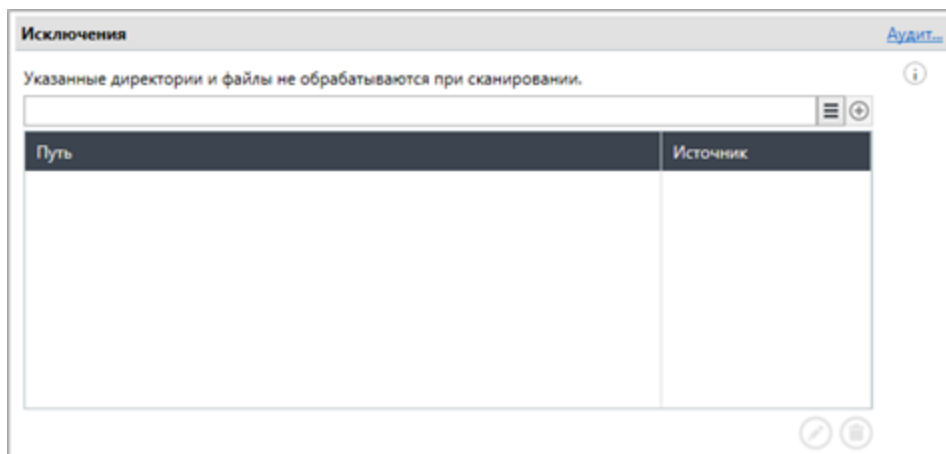 Исключения
Аудит...
Указанные директории и файлы не обрабатываются при сканировании.
Путь
Источник